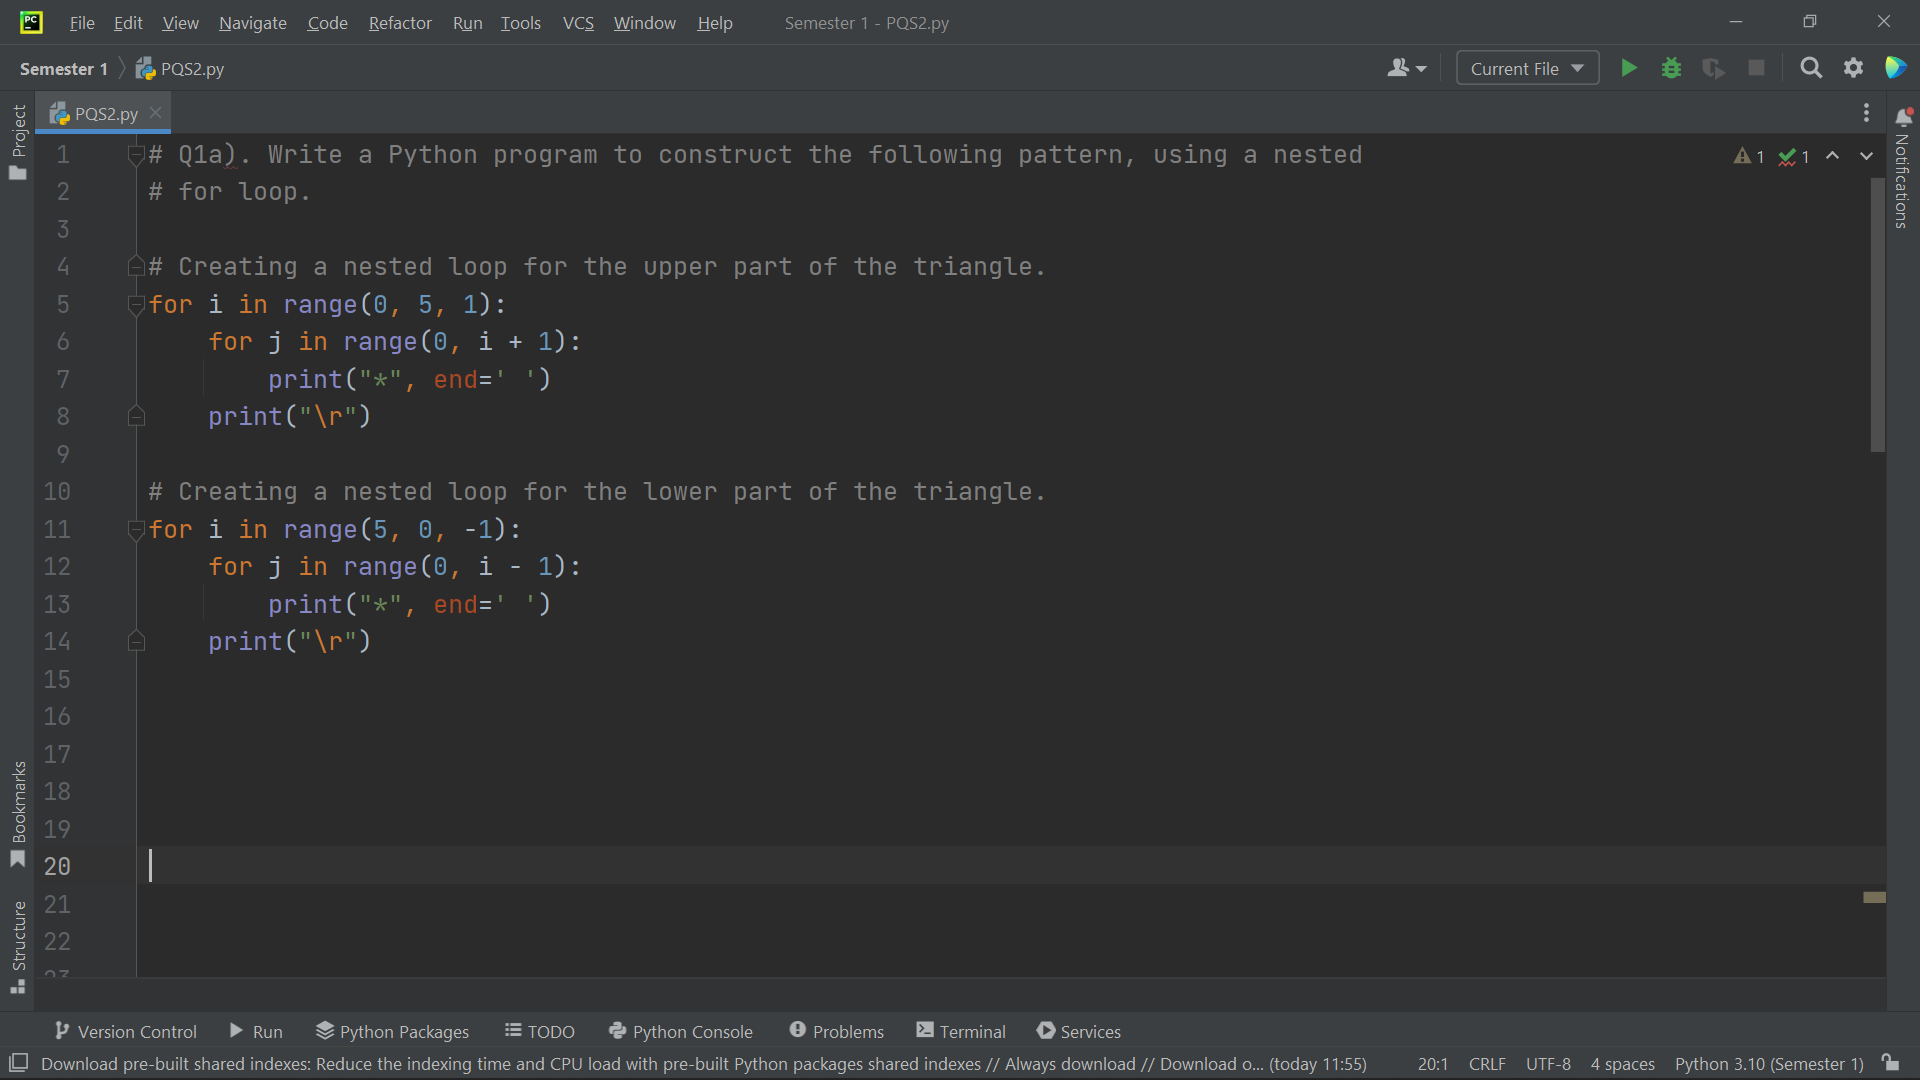 File Edit View Navigate Code Refactor Run Tools VCS Window Help Semester 1 - PQS2.py
Semester 1 PQS2.py Current File
PQS2.py
Project
Bookmarks
Structure
Notifications
1 # Q1a). Write a Python program to construct the following pattern, using a nested
1 1
2 # for loop.
3
4 # Creating a nested loop for the upper part of the triangle.
5 for i in range(0, 5, 1):
6     for j in range(0, i + 1):
7         print("*", end=' ')
8     print("\r")
9
10 # Creating a nested loop for the lower part of the triangle.
11 for i in range(5, 0, -1):
12     for j in range(0, i - 1):
13         print("*", end=' ')
14     print("\r")
15
16
17
18
19
20
21
22
23
Version Control Run Python Packages TODO Python Console Problems Terminal Services
Download pre-built shared indexes: Reduce the indexing time and CPU load with pre-built Python packages shared indexes // Always download // Download o... (today 11:55) 20:1 CRLF UTF-8 4 spaces Python 3.10 (Semester 1)